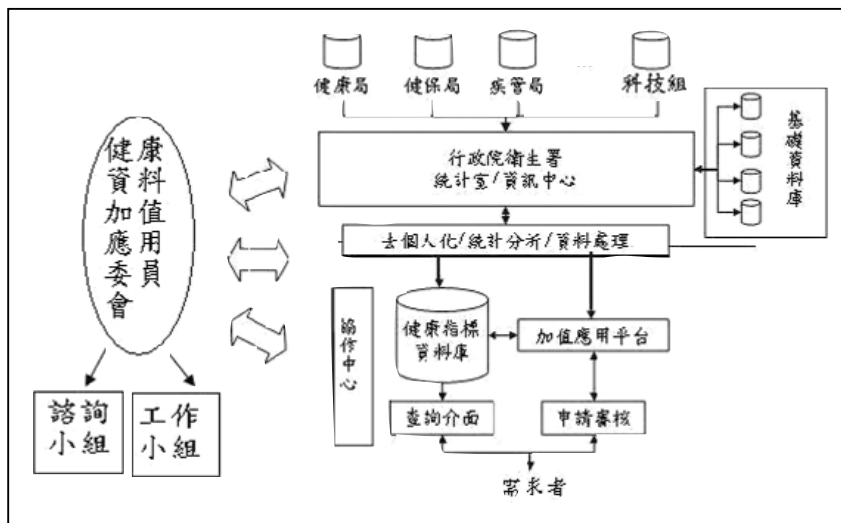 健康局
健保局
疾管局
科技組
基礎資料庫
行政院衛生署
統計室/資訊中心
去個人化/統計分析/資料處理
健康
資料
加值
應用
委員
會
諮詢
小組
工作
小組
協作中心
健康指標
資料庫
加值應用平台
查詢介面
申請審核
需求者